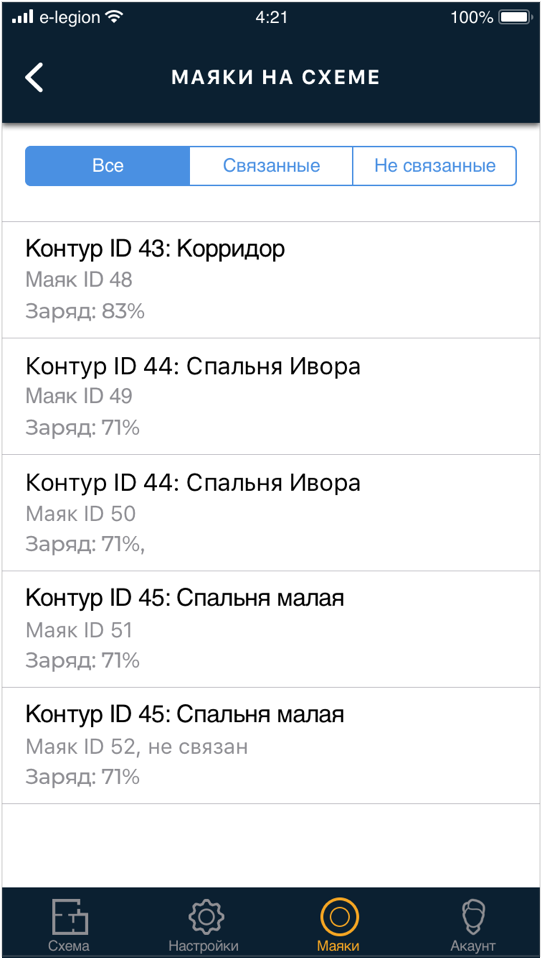 e-legion 4:21 100%
МАЯКИ НА СХЕМЕ
Все Связанные Не связанные
Контур ID 43: Корридор
Маяк ID 48
Заряд: 83%
Контур ID 44: Спальня Ивора
Маяк ID 49
Заряд: 71%
Контур ID 44: Спальня Ивора
Маяк ID 50
Заряд: 71%,
Контур ID 45: Спальня малая
Маяк ID 51
Заряд: 71%
Контур ID 45: Спальня малая
Маяк ID 52, не связан
Заряд: 71%
Схема Настройки Маяки Акаунт